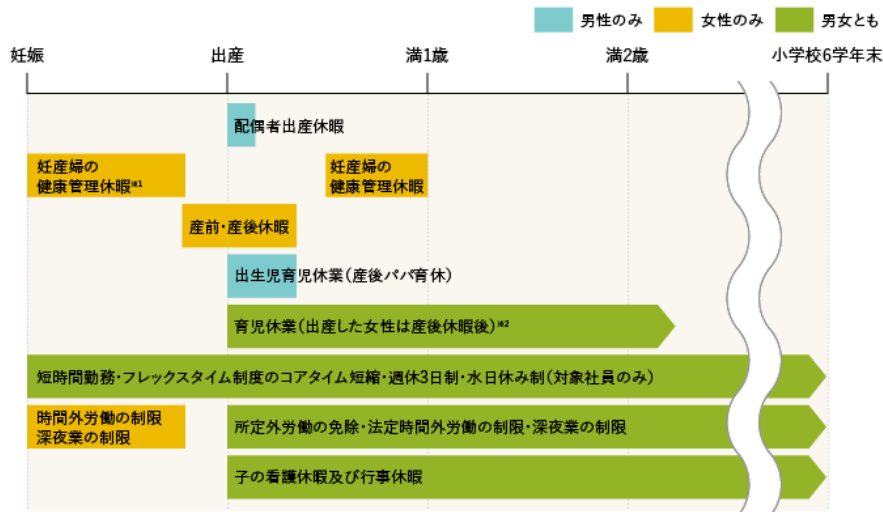 男性のみ 女性のみ 男女とも
妊娠 出産 満1歳 満2歳 小学校6学年末
配偶者出産休暇
妊産婦の
健康管理休暇※1
妊産婦の
健康管理休暇
産前・産後休暇
出生児育児休業(産後パパ育休)
育児休業(出産した女性は産後休暇後)※2
短時間勤務・フレックスタイム制度のコアタイム短縮・週休3日制・水日休み制(対象社員のみ)
時間外労働の制限
深夜業の制限
所定外労働の免除・法定時間外労働の制限・深夜業の制限
子の看護休暇及び行事休暇